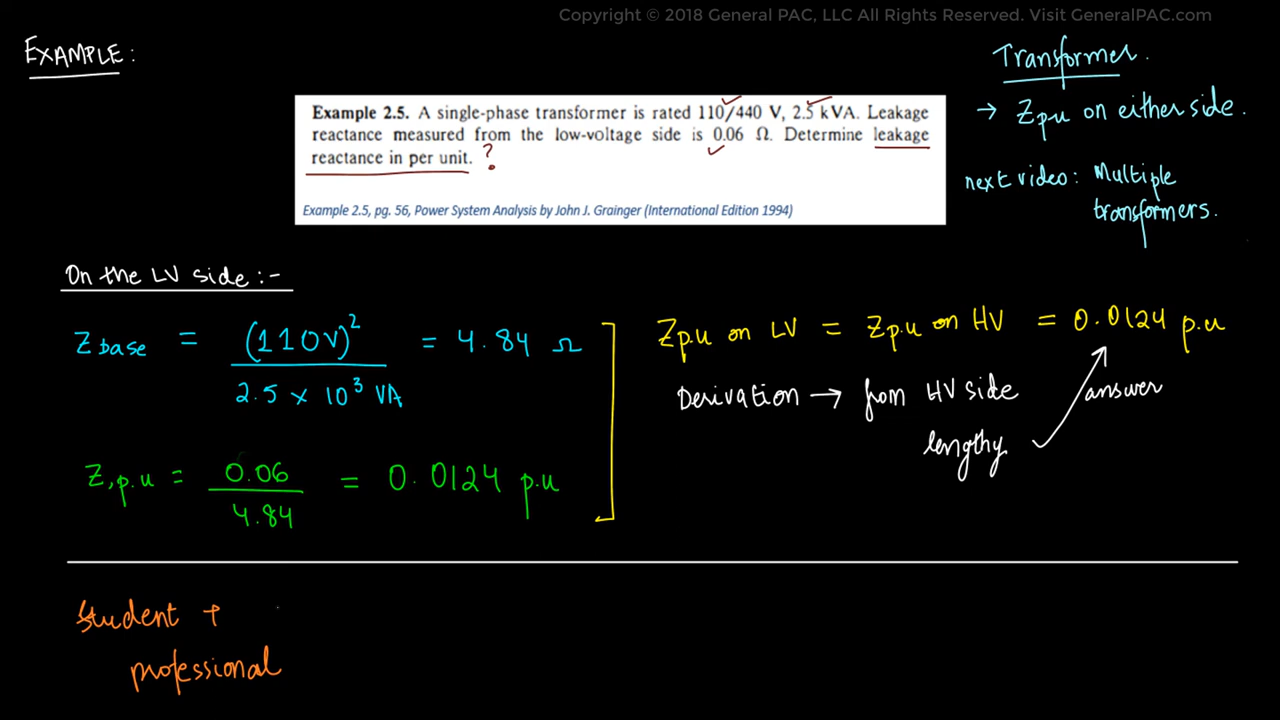 Copyright © 2018 General PAC, LLC All Rights Reserved. Visit GeneralPAC.com
EXAMPLE:
Example 2.5. A single-phase transformer is rated 110/440 V, 2.5 kVA. Leakage
reactance measured from the low-voltage side is 0.06 Ω. Determine leakage
reactance in per unit. ?
Example 2.5, pg. 56, Power System Analysis by John J. Grainger (International Edition 1994)
Transformer.
→ Zp.u on either side.
next video: Multiple
transformers.
On the LV side:-
Zbase = (110V)² / 2.5 × 10³ VA = 4.84 Ω
Z,p.u = 0.06 / 4.84 = 0.0124 p.u
Zp.u on LV = Zp.u on HV = 0.0124 p.u
Derivation → from HV side
lengthy
answer
Student +
professional